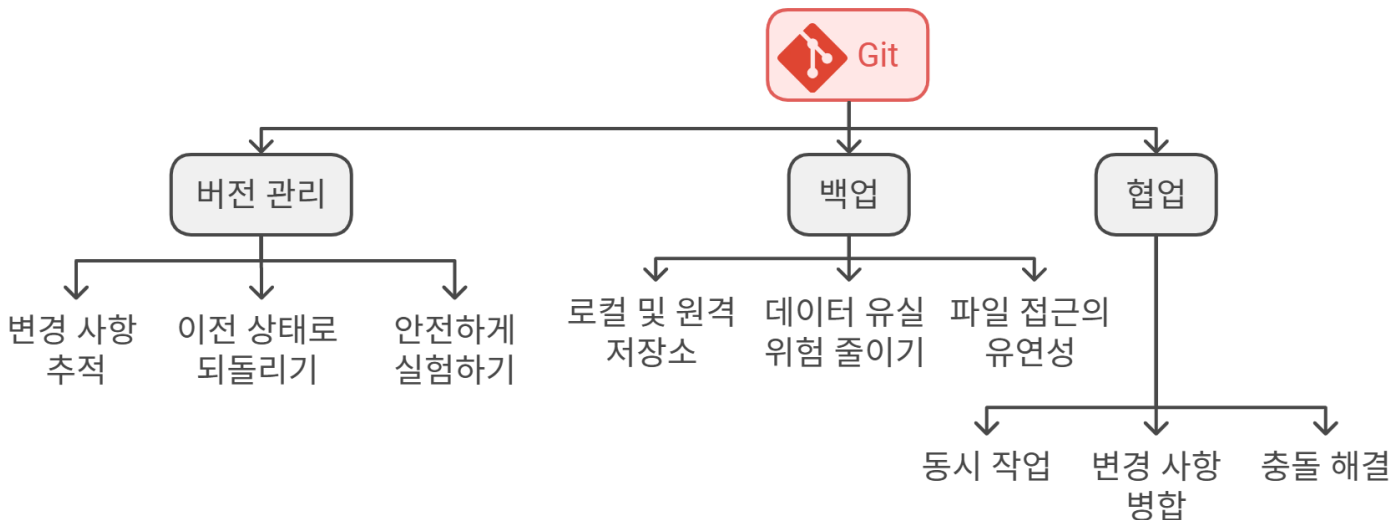 Git
버전 관리
백업
협업
변경 사항
추적
이전 상태로
되돌리기
안전하게
실험하기
로컬 및 원격
저장소
데이터 유실
위험 줄이기
파일 접근의
유연성
동시 작업
변경 사항
병합
충돌 해결